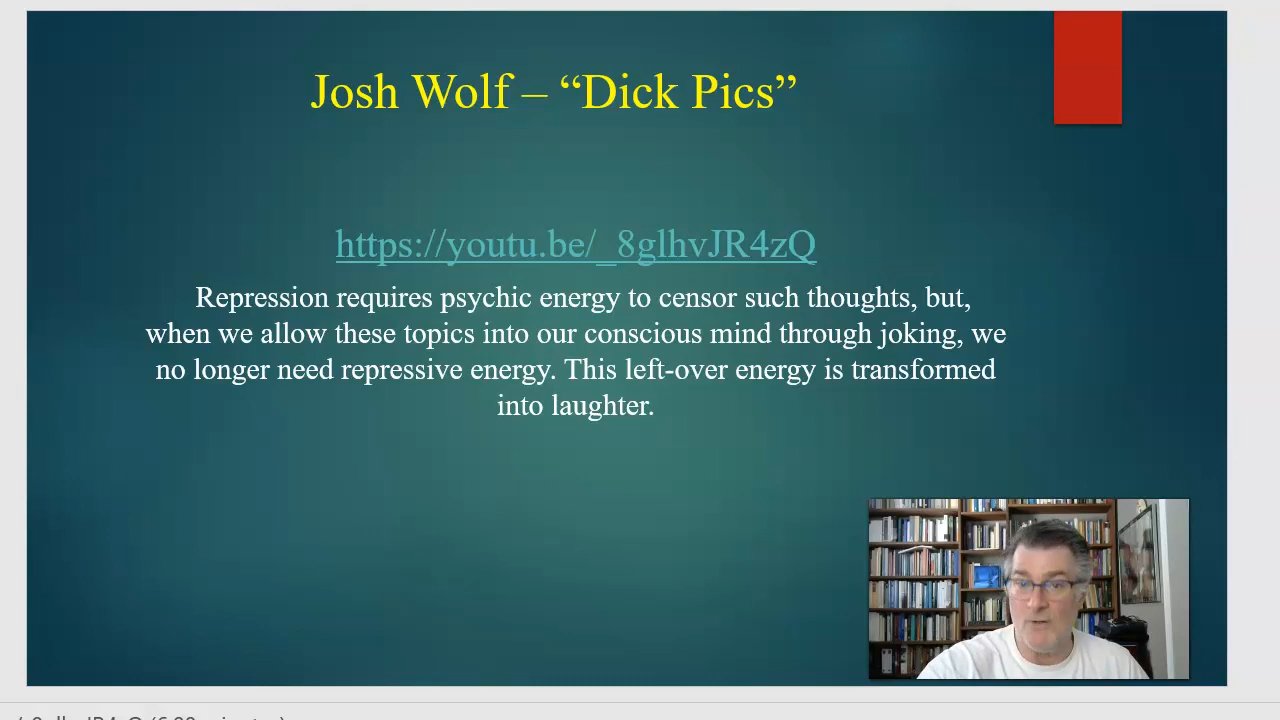 Josh Wolf – “Dick Pics”
https://youtu.be/_8glhvJR4zQ
Repression requires psychic energy to censor such thoughts, but,
when we allow these topics into our conscious mind through joking, we
no longer need repressive energy. This left-over energy is transformed
into laughter.